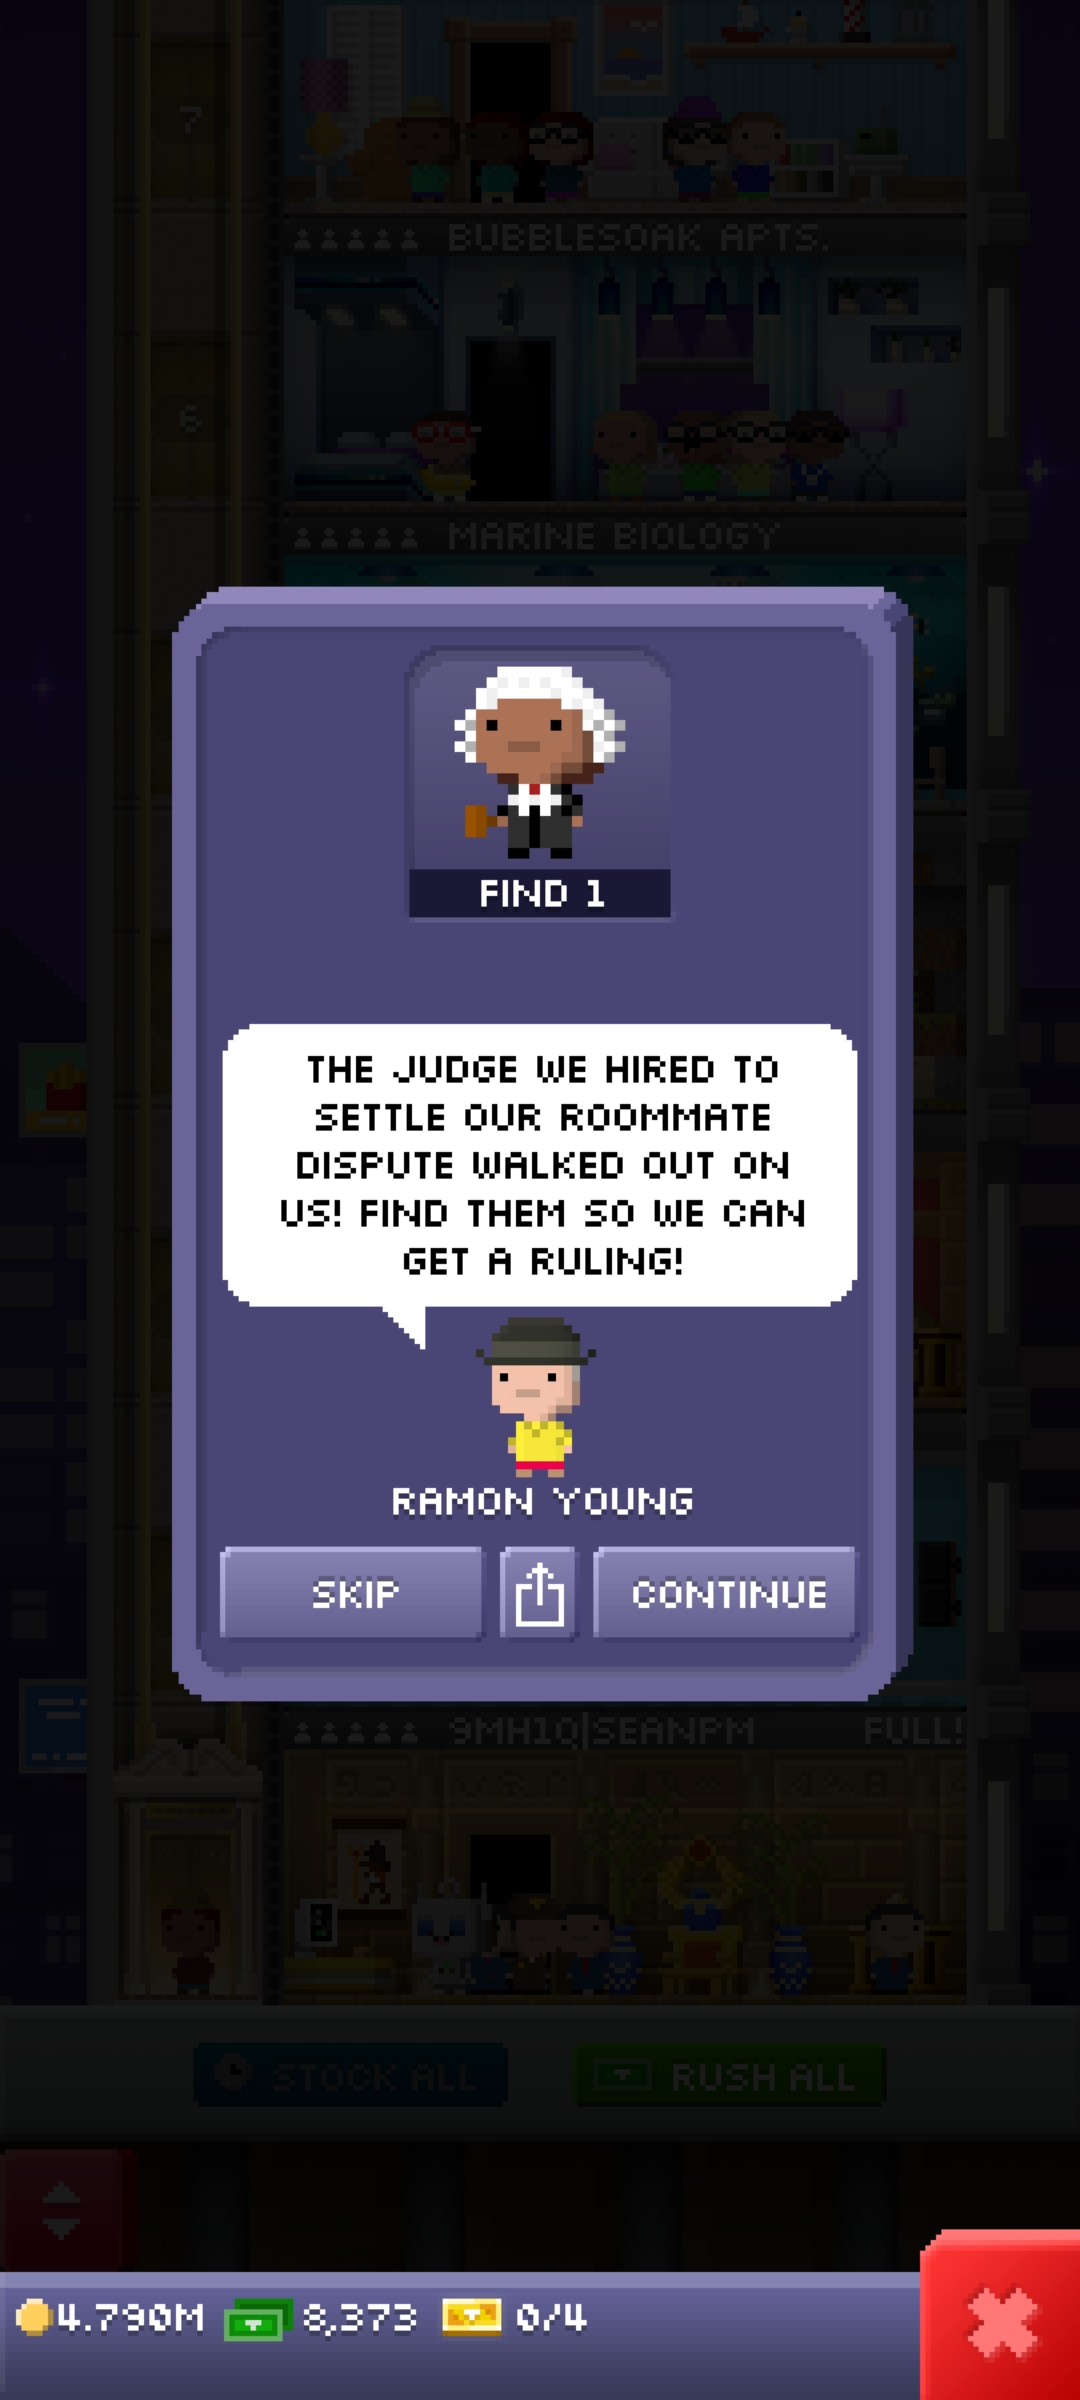 7
BUBBLESOAK APTS.
6
MARINE BIOLOGY
FIND 1
THE JUDGE WE HIRED TO
SETTLE OUR ROOMMATE
DISPUTE WALKED OUT ON
US! FIND THEM SO WE CAN
GET A RULING!
RAMON YOUNG
SKIP
CONTINUE
9MH1Q|SEANPM FULL!
STOCK ALL RUSH ALL
4.790M 8,373 0/4